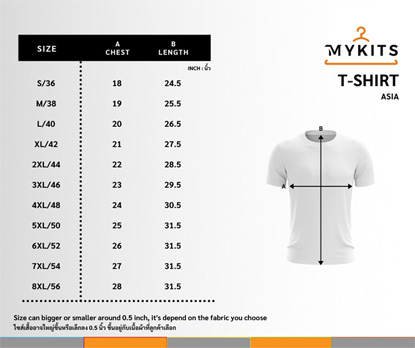 MYKITS
T-SHIRT
ASIA
SIZE A CHEST B LENGTH
INCH : นิ้ว
S/36 18 24.5
M/38 19 25.5
L/40 20 26.5
XL/42 21 27.5
2XL/44 22 28.5
3XL/46 23 29.5
4XL/48 24 30.5
5XL/50 25 31.5
6XL/52 26 31.5
7XL/54 27 31.5
8XL/56 28 31.5
B
A
Size can bigger or smaller around 0.5 inch, it's depend on the fabric you choose
ไซส์เสื้ออาจใหญ่ขึ้นหรือเล็กลง 0.5 นิ้ว ขึ้นอยู่กับเนื้อผ้าที่ลูกค้าเลือก